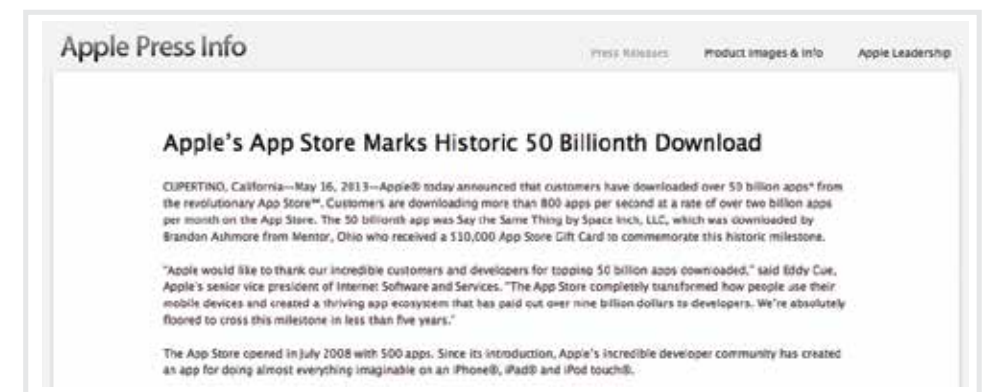 Apple Press Info
Press Releases Product Images & Info Apple Leadership
Apple's App Store Marks Historic 50 Billionth Download
CUPERTINO, California—May 16, 2013—Apple® today announced that customers have downloaded over 50 billion apps* from
the revolutionary App Store℠. Customers are downloading more than 800 apps per second at a rate of over two billion apps
per month on the App Store. The 50 billionth app was Say the Same Thing by Space Inch, LLC, which was downloaded by
Brandon Ashmore from Mentor, Ohio who received a $10,000 App Store Gift Card to commemorate this historic milestone.
"Apple would like to thank our incredible customers and developers for topping 50 billion apps downloaded," said Eddy Cue,
Apple's senior vice president of Internet Software and Services. "The App Store completely transformed how people use their
mobile devices and created a thriving app ecosystem that has paid out over nine billion dollars to developers. We're absolutely
floored to cross this milestone in less than five years."
The App Store opened in July 2008 with 500 apps. Since its introduction, Apple's incredible developer community has created
an app for doing almost everything imaginable on an iPhone®, iPad® and iPod touch®.